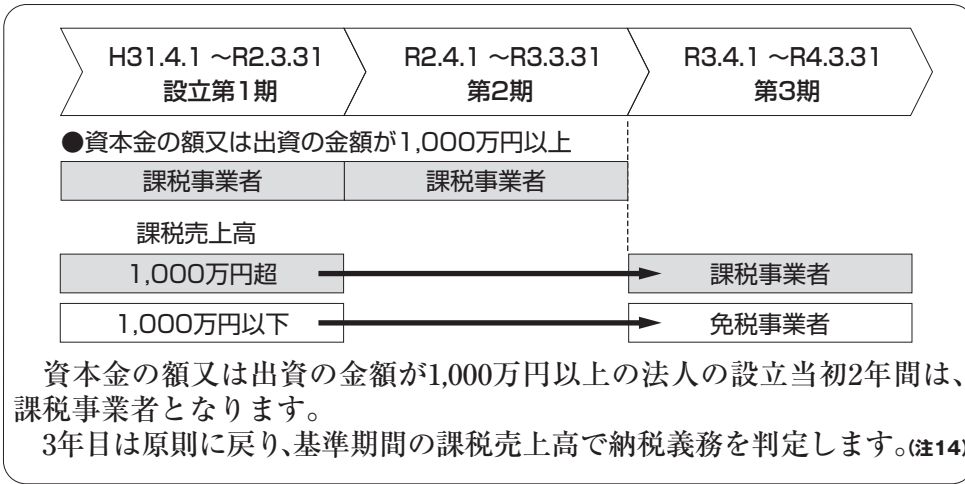 H31.4.1 ～R2.3.31 R2.4.1 ～R3.3.31 R3.4.1 ～R4.3.31
設立第1期 第2期 第3期
●資本金の額又は出資の金額が1,000万円以上
課税事業者 課税事業者
課税売上高
1,000万円超 課税事業者
1,000万円以下 免税事業者
資本金の額又は出資の金額が1,000万円以上の法人の設立当初2年間は、
課税事業者となります。
3年目は原則に戻り、基準期間の課税売上高で納税義務を判定します。(注14)